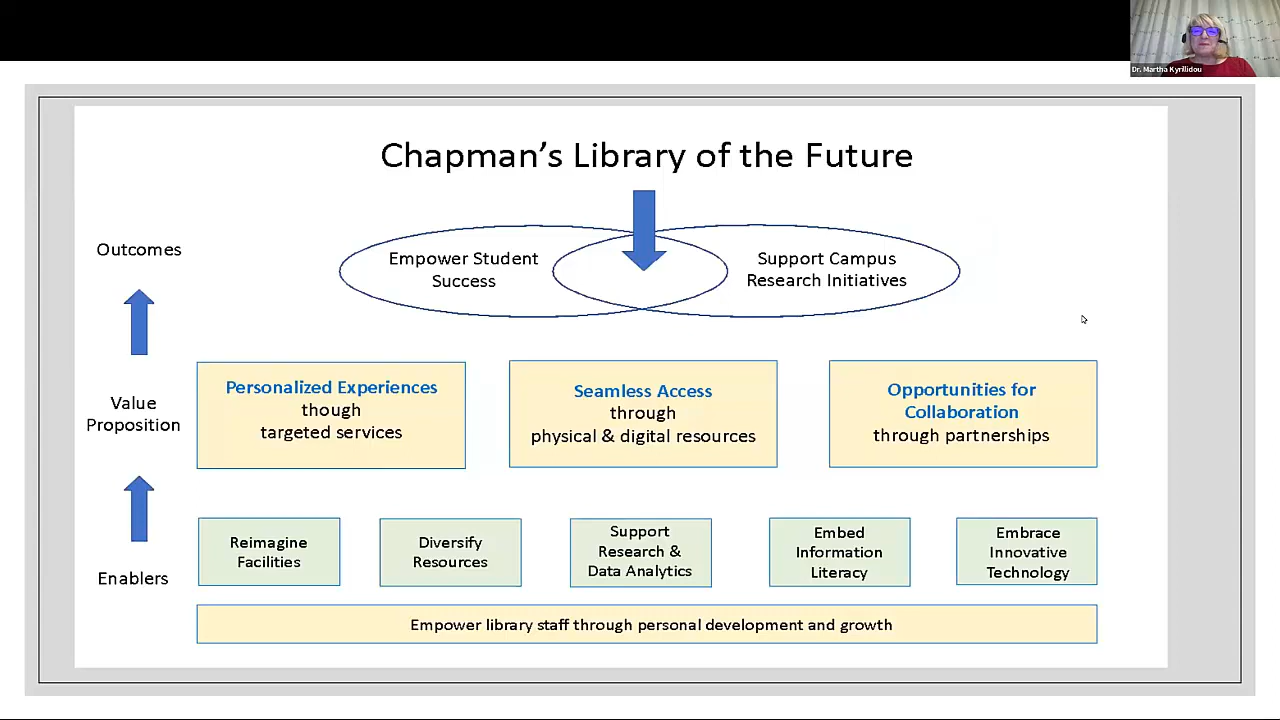 Dr. Martha Kyrillidou
Chapman's Library of the Future
Outcomes
Empower Student
Success
Support Campus
Research Initiatives
Value
Proposition
Personalized Experiences
though
targeted services
Seamless Access
through
physical & digital resources
Opportunities for
Collaboration
through partnerships
Enablers
Reimagine
Facilities
Diversify
Resources
Support
Research &
Data Analytics
Embed
Information
Literacy
Embrace
Innovative
Technology
Empower library staff through personal development and growth